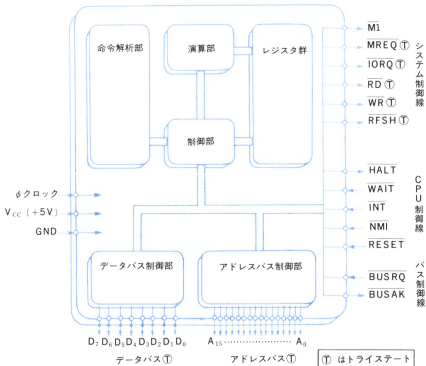 命令解析部
演算部
レジスタ群
制御部
データバス制御部
アドレスバス制御部
φクロック
VCC (+5V)
GND
M1
MREQ Ⓣ
IORQ Ⓣ
RD Ⓣ
WR Ⓣ
RFSH Ⓣ
システム制御線
HALT
WAIT
INT
NMI
RESET
CPU制御線
BUSRQ
BUSAK
バス制御線
D7 D6 D5 D4 D3 D2 D1 D0
データバスⓉ
A15 ………………… A0
アドレスバスⓉ
Ⓣ はトライステート